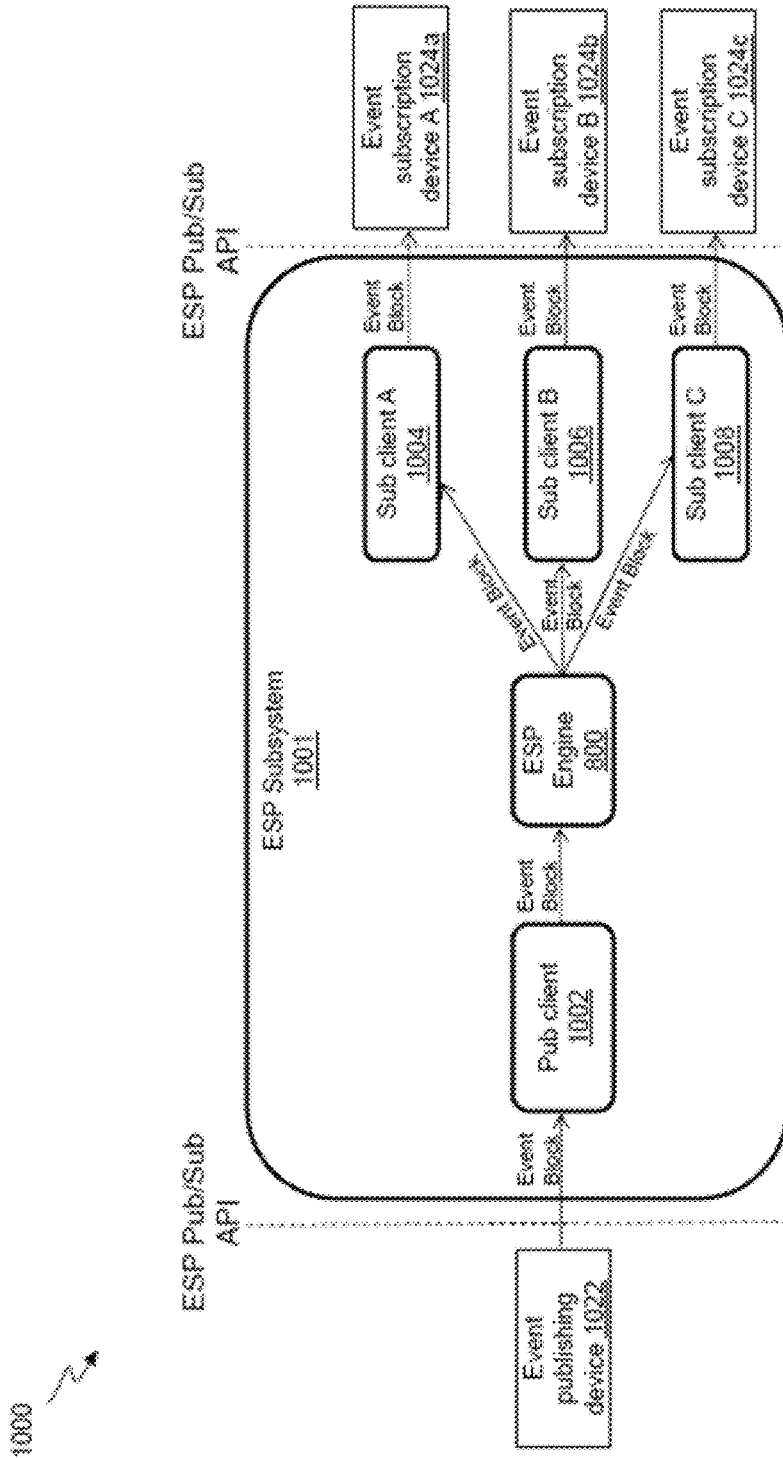 1000
ESP Pub/Sub
API
ESP Pub/Sub
API
ESP Subsystem
1001
Event
publishing
device 1022
Event
Block
Pub client
1002
Event
Block
ESP
Engine
800
Event Block
Event
Block
Event Block
Sub client A
1004
Sub client B
1006
Sub client C
1008
Event
Block
Event
Block
Event
Block
Event
subscription
device A 1024a
Event
subscription
device B 1024b
Event
subscription
device C 1024c